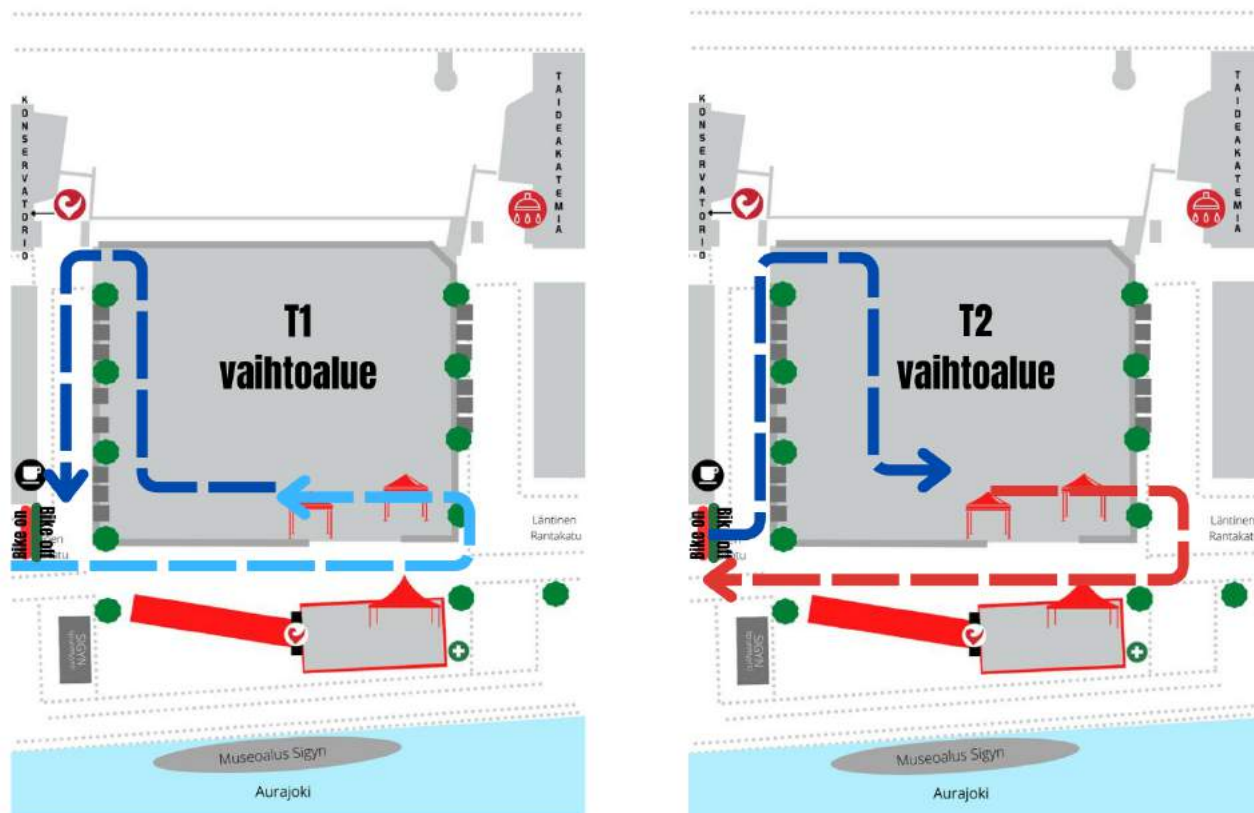 KONSERVATORIO
TAIDEAKATEMIA
T1
vaihtoalue
Bike on
Bike off
Läntinen
Rantakatu
SIGYN
Museoalus Sigyn
Aurajoki
KONSERVATORIO
TAIDEAKATEMIA
T2
vaihtoalue
Bike on
Bike off
Läntinen
Rantakatu
SIGYN
Museoalus Sigyn
Aurajoki